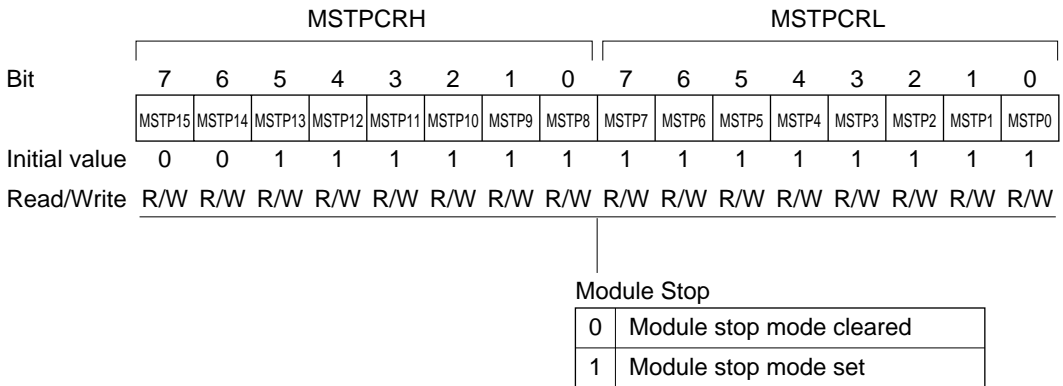 MSTPCRH MSTPCRL
Bit 7 6 5 4 3 2 1 0 7 6 5 4 3 2 1 0
MSTP15 MSTP14 MSTP13 MSTP12 MSTP11 MSTP10 MSTP9 MSTP8 MSTP7 MSTP6 MSTP5 MSTP4 MSTP3 MSTP2 MSTP1 MSTP0
Initial value 0 0 1 1 1 1 1 1 1 1 1 1 1 1 1 1
Read/Write R/W R/W R/W R/W R/W R/W R/W R/W R/W R/W R/W R/W R/W R/W R/W R/W
Module Stop
0 Module stop mode cleared
1 Module stop mode set